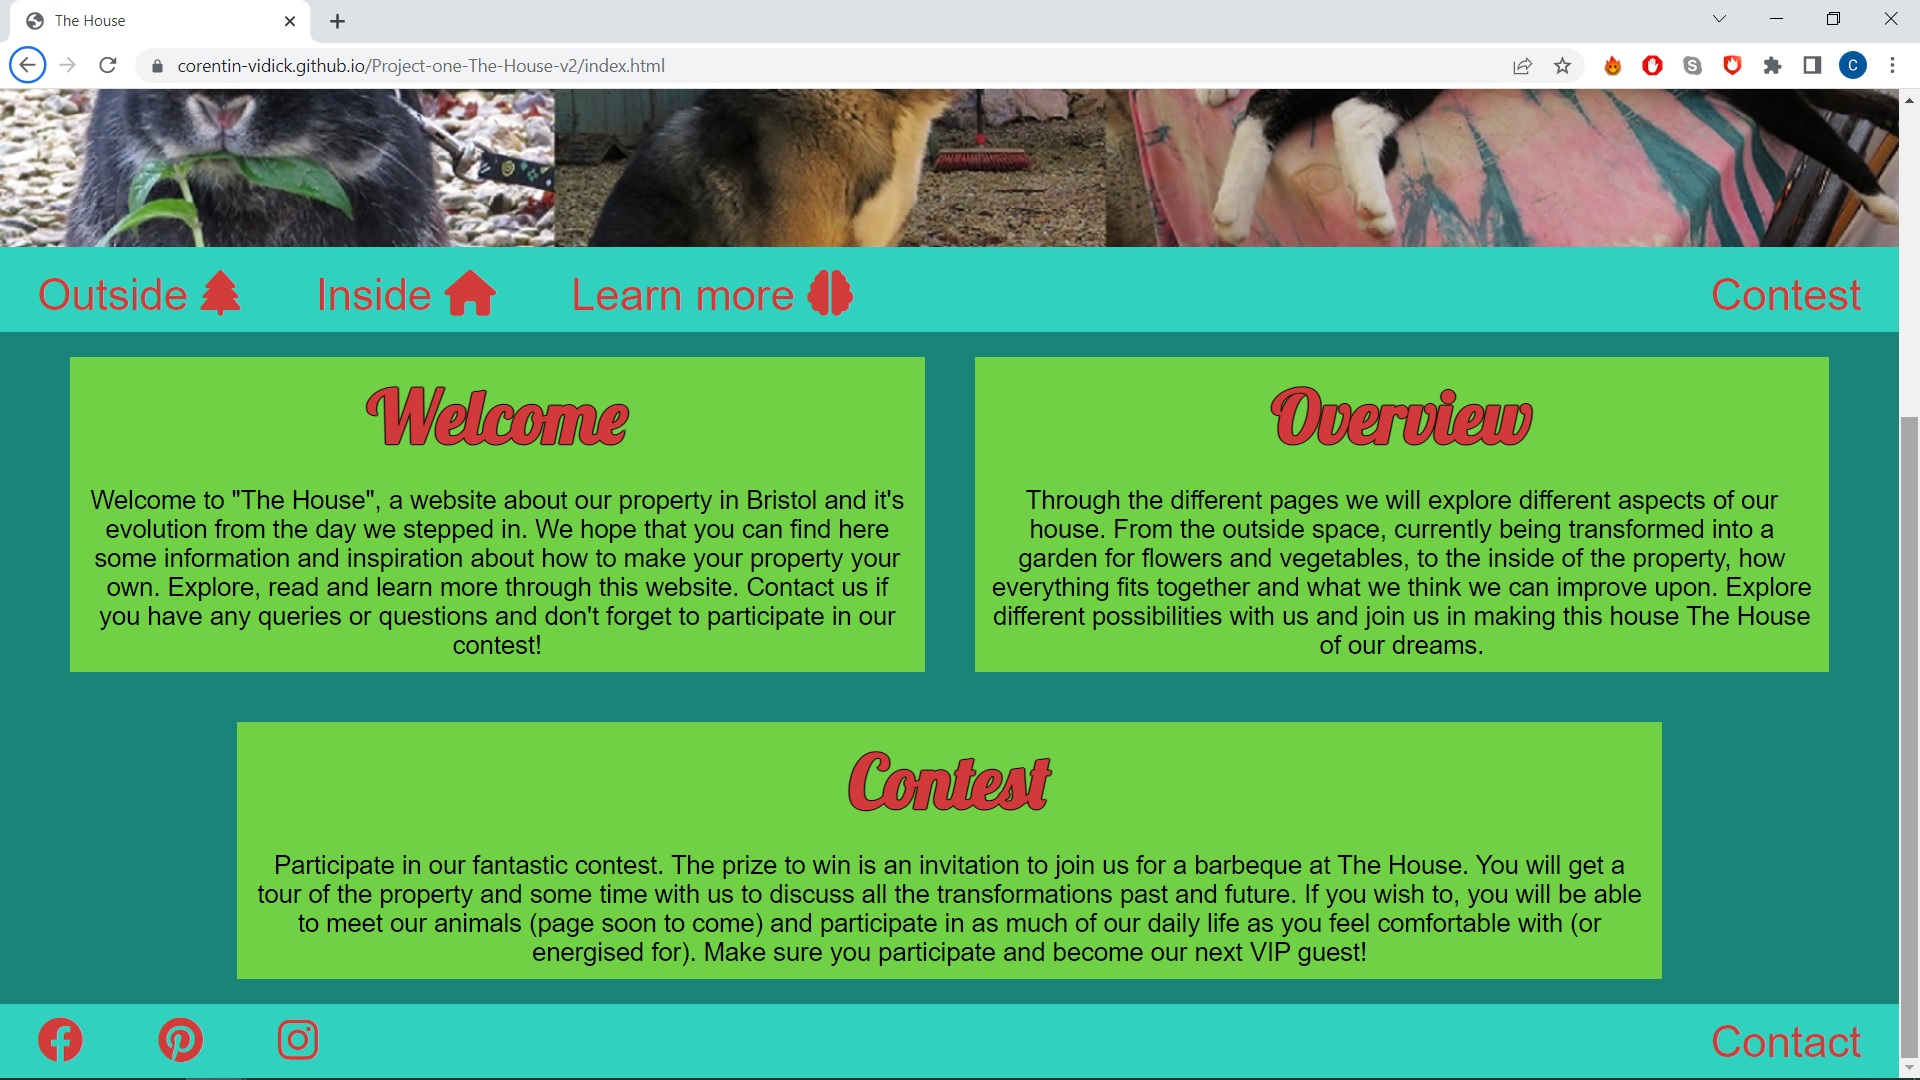 The House
corentin-vidick.github.io/Project-one-The-House-v2/index.html
C
Outside Inside Learn more Contest
Welcome
Welcome to "The House", a website about our property in Bristol and it's
evolution from the day we stepped in. We hope that you can find here
some information and inspiration about how to make your property your
own. Explore, read and learn more through this website. Contact us if
you have any queries or questions and don't forget to participate in our
contest!
Overview
Through the different pages we will explore different aspects of our
house. From the outside space, currently being transformed into a
garden for flowers and vegetables, to the inside of the property, how
everything fits together and what we think we can improve upon. Explore
different possibilities with us and join us in making this house The House
of our dreams.
Contest
Participate in our fantastic contest. The prize to win is an invitation to join us for a barbeque at The House. You will get a
tour of the property and some time with us to discuss all the transformations past and future. If you wish to, you will be able
to meet our animals (page soon to come) and participate in as much of our daily life as you feel comfortable with (or
energised for). Make sure you participate and become our next VIP guest!
Contact